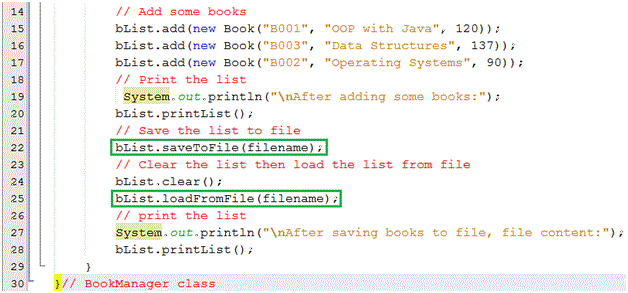 14 // Add some books
15 bList.add(new Book("B001", "OOP with Java", 120));
16 bList.add(new Book("B003", "Data Structures", 137));
17 bList.add(new Book("B002", "Operating Systems", 90));
18 // Print the list
19 System.out.println("\nAfter adding some books:");
20 bList.printList();
21 // Save the list to file
22 bList.saveToFile(filename);
23 // Clear the list then load the list from file
24 bList.clear();
25 bList.loadFromFile(filename);
26 // print the list
27 System.out.println("\nAfter saving books to file, file content:");
28 bList.printList();
29 }
30 }// BookManager class